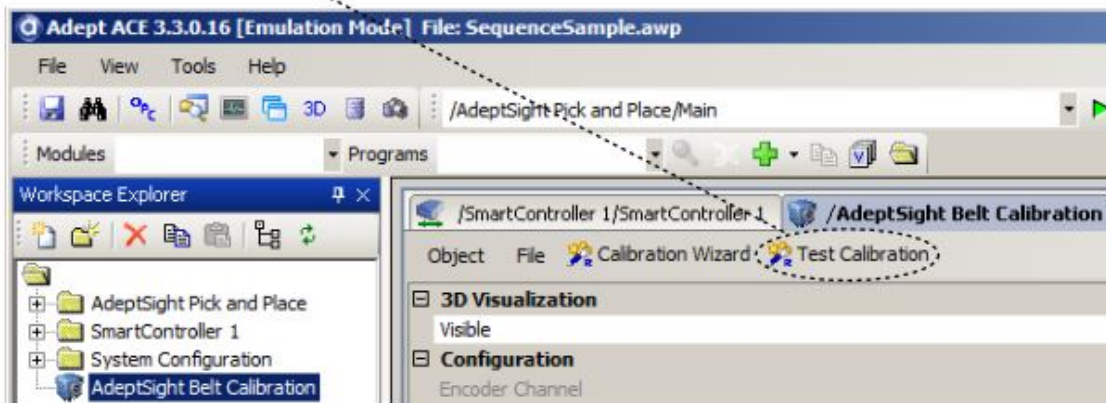 Adept ACE 3.3.0.16 [Emulation Mode] File: SequenceSample.awp
File View Tools Help
3D /AdeptSight Pick and Place/Main
Modules Programs
Workspace Explorer
/SmartController 1/SmartController 1 /AdeptSight Belt Calibration
Object File Calibration Wizard Test Calibration
3D Visualization
AdeptSight Pick and Place
Visible
SmartController 1
Configuration
System Configuration
Encoder Channel
AdeptSight Belt Calibration